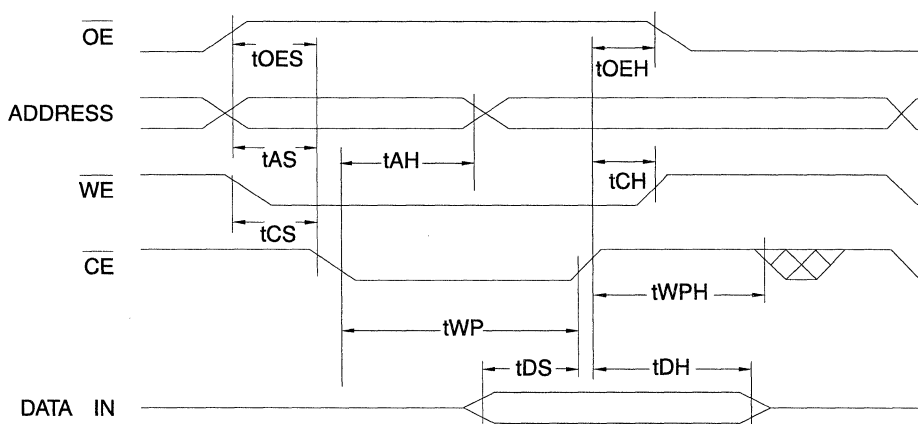 OE
tOES
tOEH
ADDRESS
tAS
tAH
WE
tCH
tCS
CE
tWPH
tWP
tDS
tDH
DATA IN